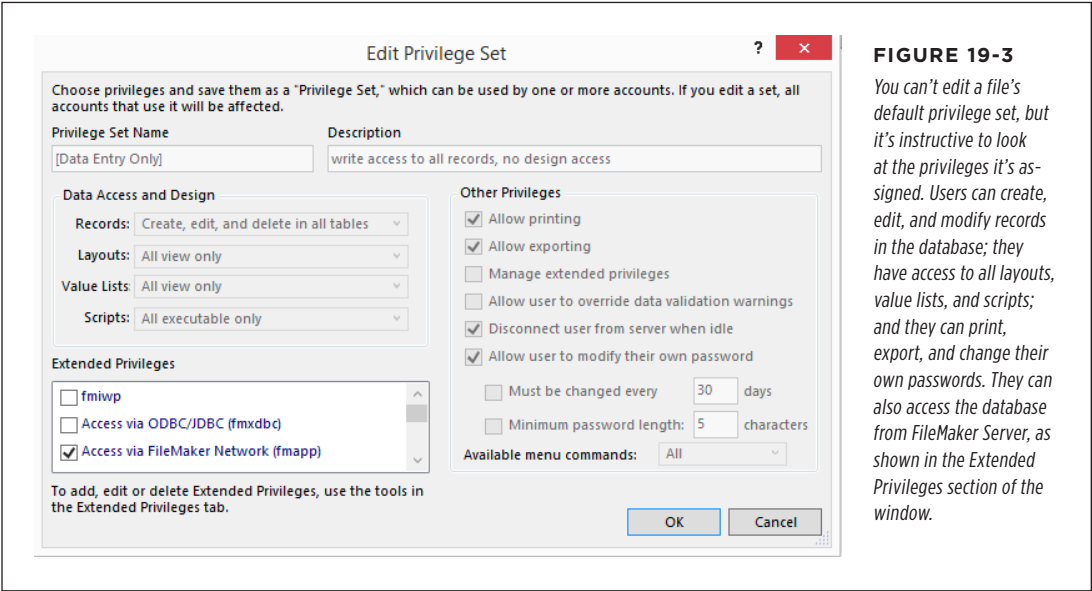 Edit Privilege Set
?
Choose privileges and save them as a "Privilege Set," which can be used by one or more accounts. If you edit a set, all
accounts that use it will be affected.
Privilege Set Name
Description
[Data Entry Only]
write access to all records, no design access
Data Access and Design
Records: Create, edit, and delete in all tables
Layouts: All view only
Value Lists All view only
Scripts: All executable only
Extended Privileges
fmiwp
Access via ODBC/JDBC (fmxdbc)
Access via FileMaker Network (fmapp)
To add, edit or delete Extended Privileges, use the tools in
the Extended Privileges tab.
Other Privileges
Allow printing
Allow exporting
Manage extended privileges
Allow user to override data validation warnings
Disconnect user from server when idle
Allow user to modify their own password
Must be changed every 30 days
Minimum password length: 5 characters
Available menu commands: All
OK
Cancel
FIGURE 19-3
You can't edit a file's
default privilege set, but
it's instructive to look
at the privileges it's as-
signed. Users can create,
edit, and modify records
in the database; they
have access to all layouts,
value lists, and scripts;
and they can print,
export, and change their
own passwords. They can
also access the database
from FileMaker Server, as
shown in the Extended
Privileges section of the
window.